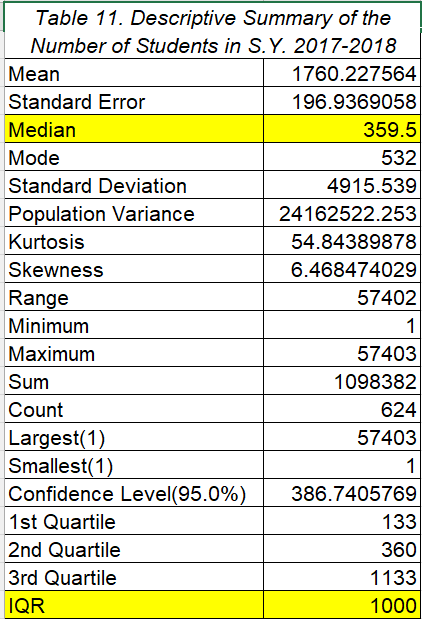 Table 11. Descriptive Summary of the
Number of Students in S.Y. 2017-2018
Mean 1760.227564
Standard Error 196.9369058
Median 359.5
Mode 532
Standard Deviation 4915.539
Population Variance 24162522.253
Kurtosis 54.84389878
Skewness 6.468474029
Range 57402
Minimum 1
Maximum 57403
Sum 1098382
Count 624
Largest(1) 57403
Smallest(1) 1
Confidence Level(95.0%) 386.7405769
1st Quartile 133
2nd Quartile 360
3rd Quartile 1133
IQR 1000